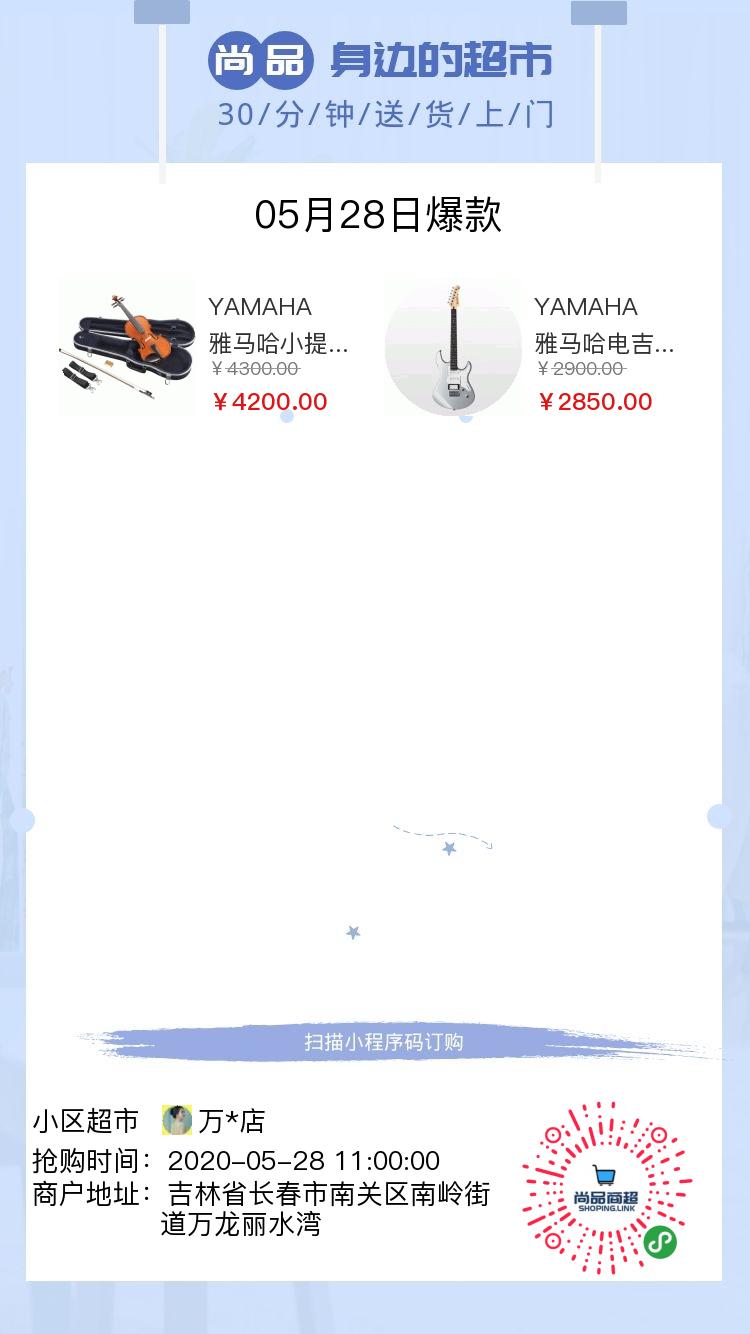 尚品 身边的超市
30/分/钟/送/货/上/门
05月28日爆款
YAMAHA
雅马哈小提...
￥4300.00
￥4200.00
YAMAHA
雅马哈电吉...
￥2900.00
￥2850.00
扫描小程序码订购
小区超市 万*店
抢购时间：2020-05-28 11:00:00
商户地址：吉林省长春市南关区南岭街
道万龙丽水湾
尚品商超
SHOPING.LINK